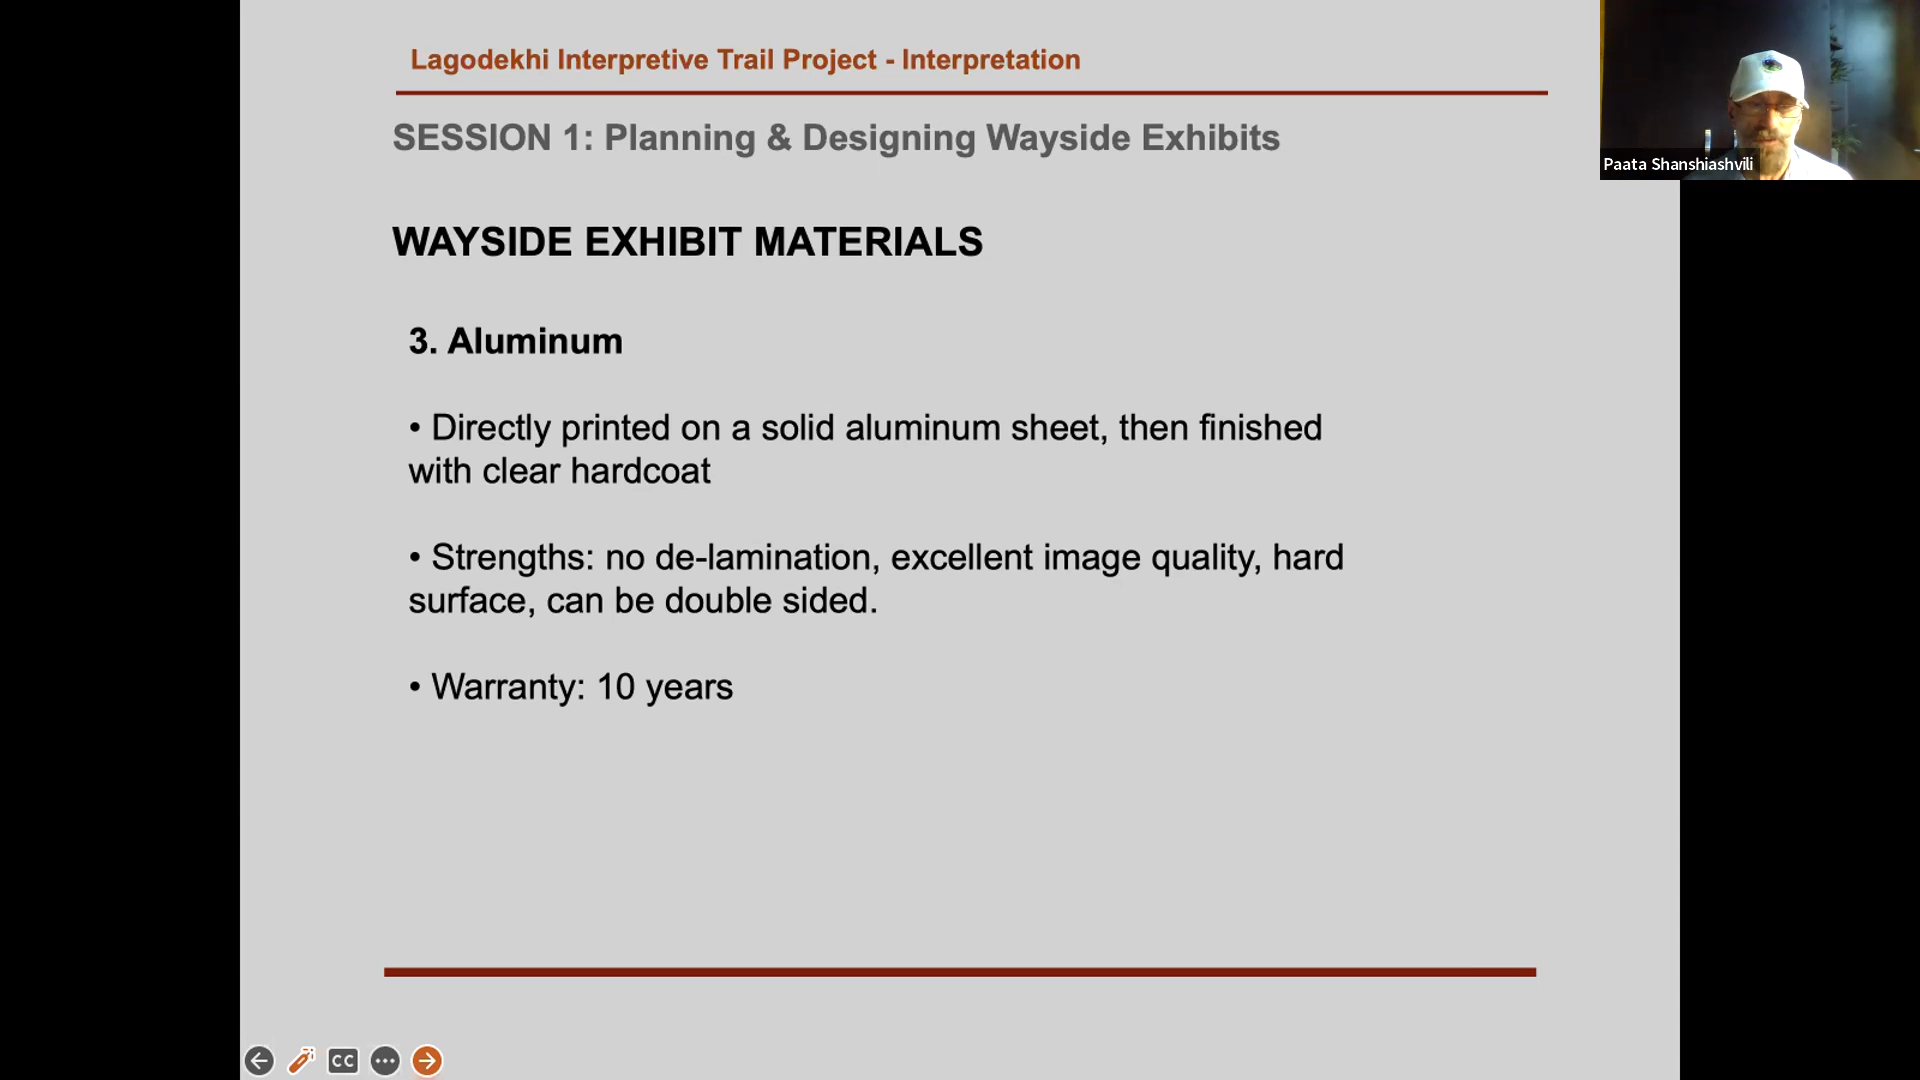 Lagodekhi Interpretive Trail Project - Interpretation
SESSION 1: Planning & Designing Wayside Exhibits
WAYSIDE EXHIBIT MATERIALS
3. Aluminum
• Directly printed on a solid aluminum sheet, then finished
with clear hardcoat
• Strengths: no de-lamination, excellent image quality, hard
surface, can be double sided.
• Warranty: 10 years
Paata Shanshiashvili
CC